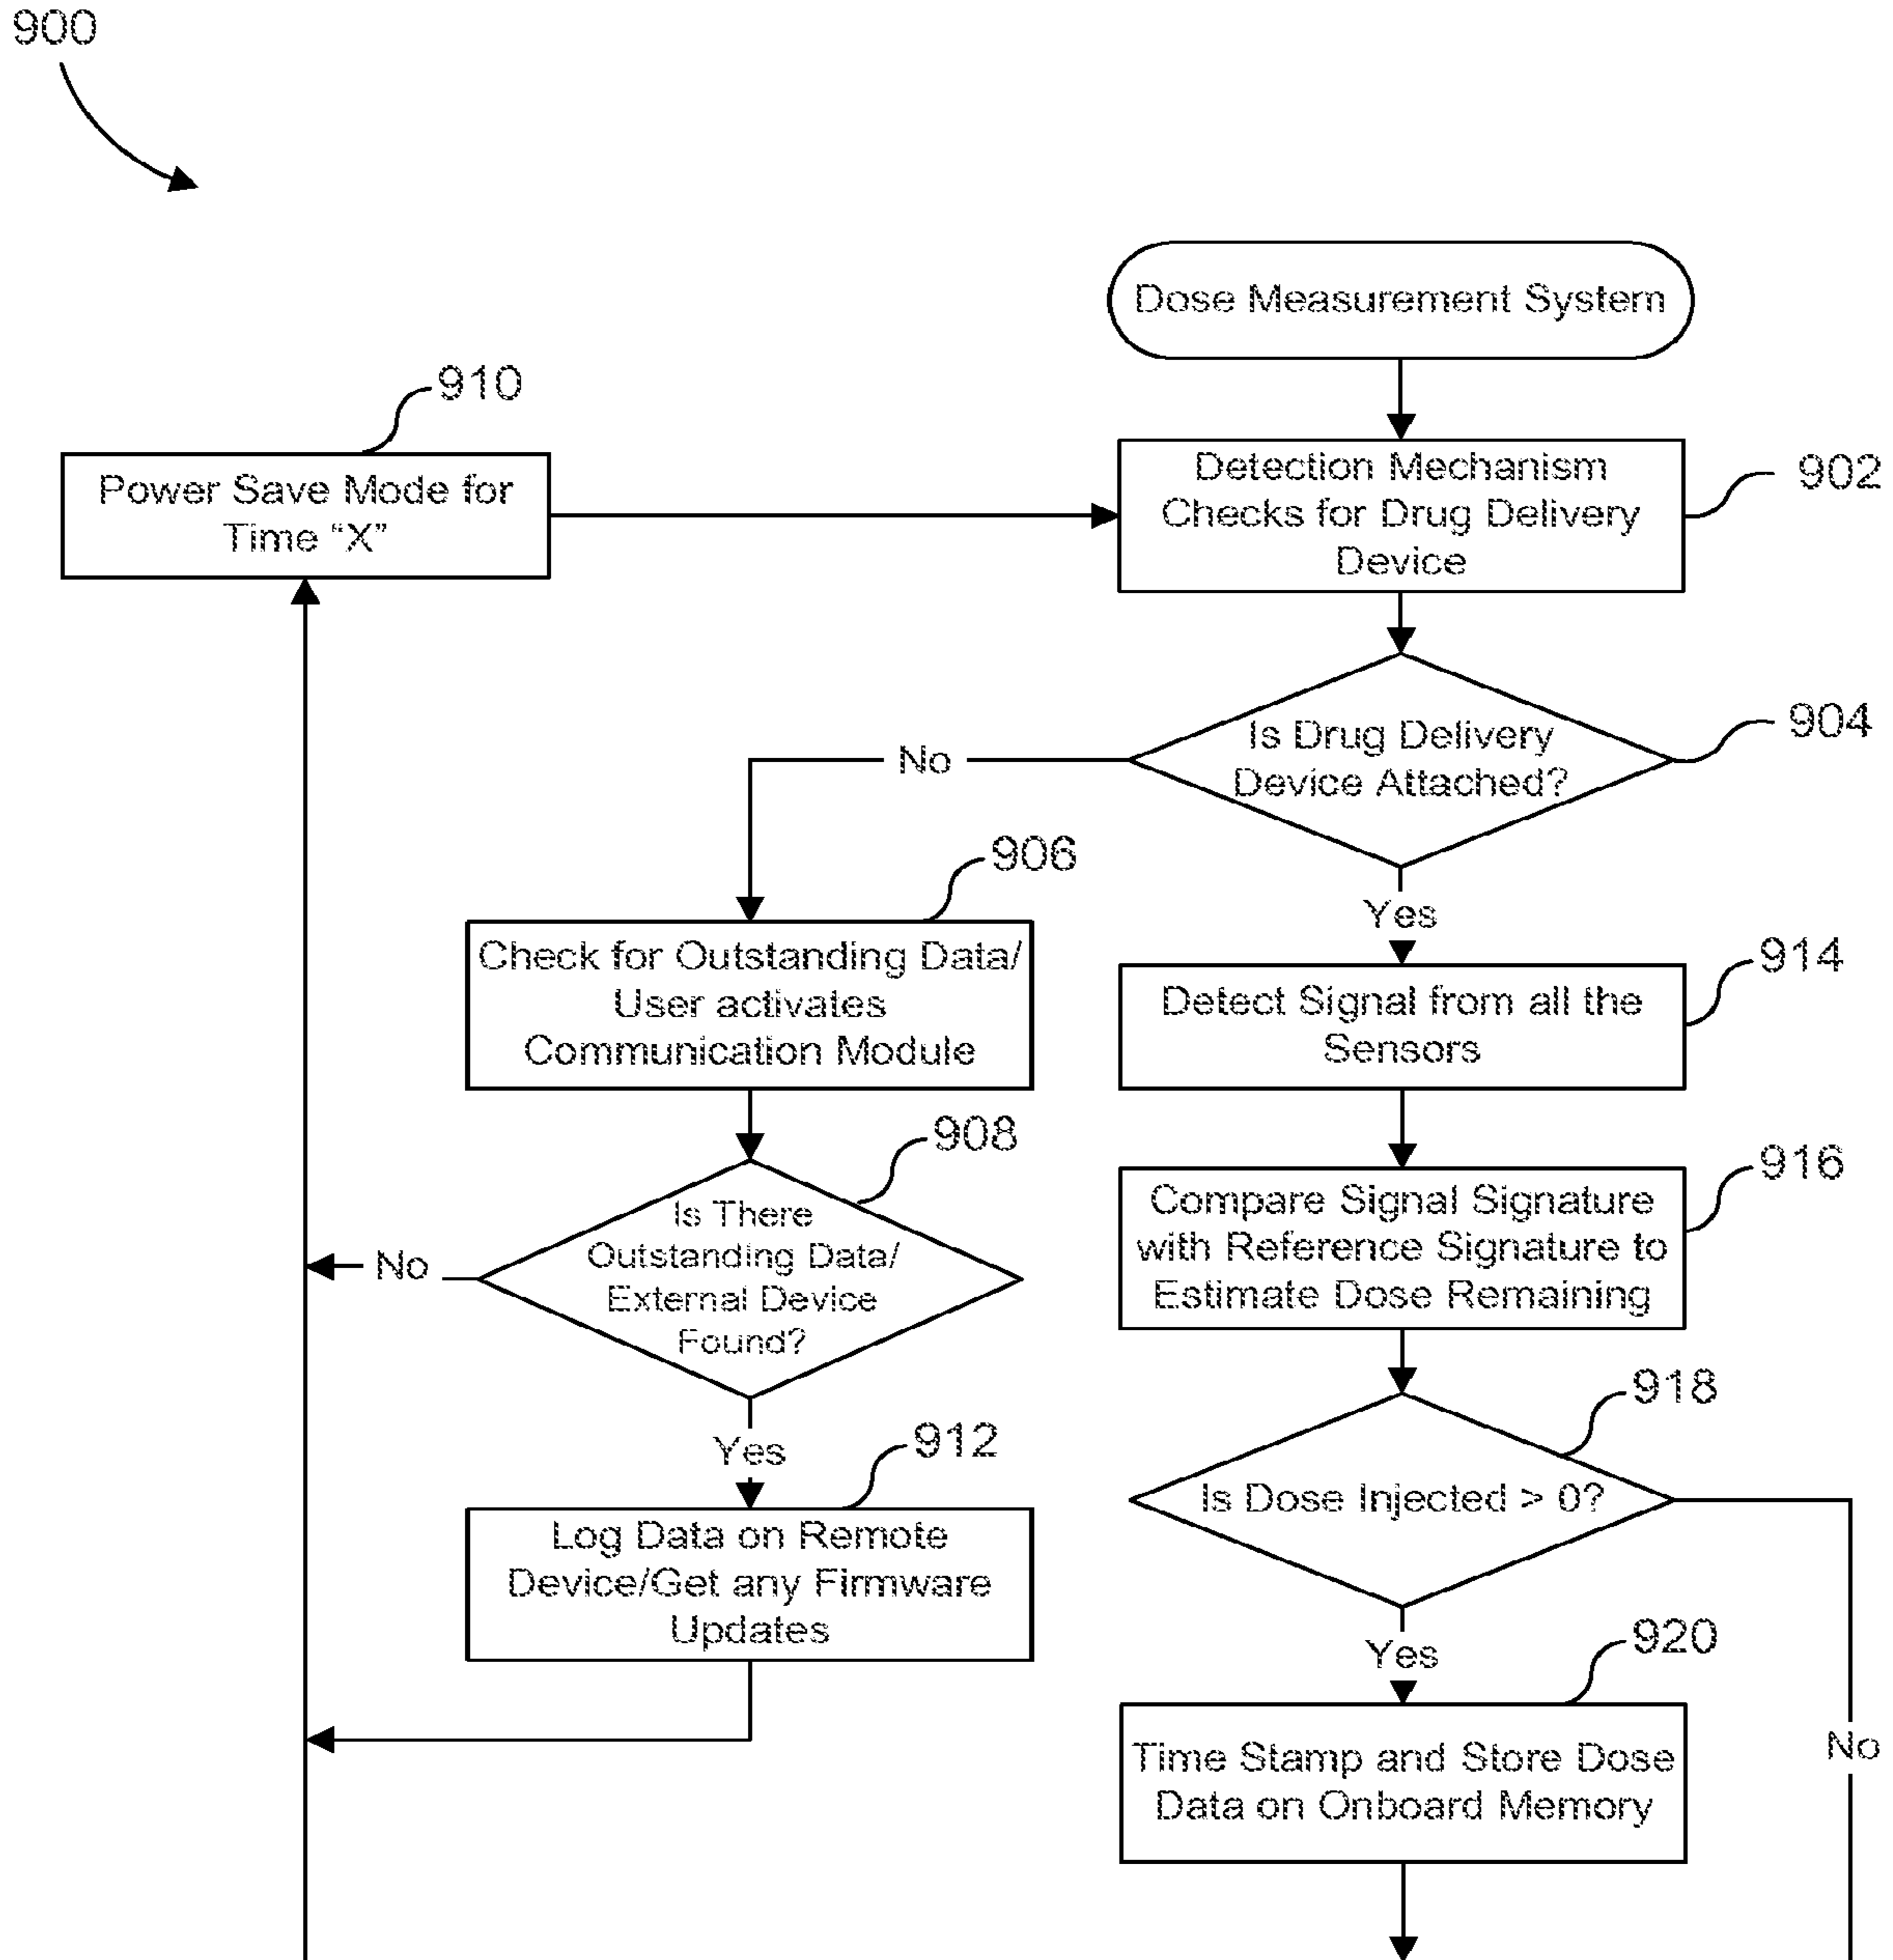 900
Dose Measurement System
910
Power Save Mode for
Time “X”
Detection Mechanism
Checks for Drug Delivery
Device
902
Is Drug Delivery
Device Attached?
904
No
Yes
906
Check for Outstanding Data/
User activates
Communication Module
914
Detect Signal from all the
Sensors
908
Is There
Outstanding Data/
External Device
Found?
No
Yes
916
Compare Signal Signature
with Reference Signature to
Estimate Dose Remaining
918
Is Dose Injected > 0?
912
Log Data on Remote
Device/Get any Firmware
Updates
Yes
No
920
Time Stamp and Store Dose
Data on Onboard Memory